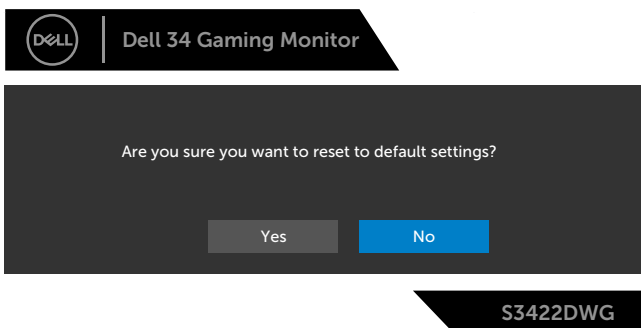 DELL
Dell 34 Gaming Monitor
Are you sure you want to reset to default settings?
Yes No
S3422DWG